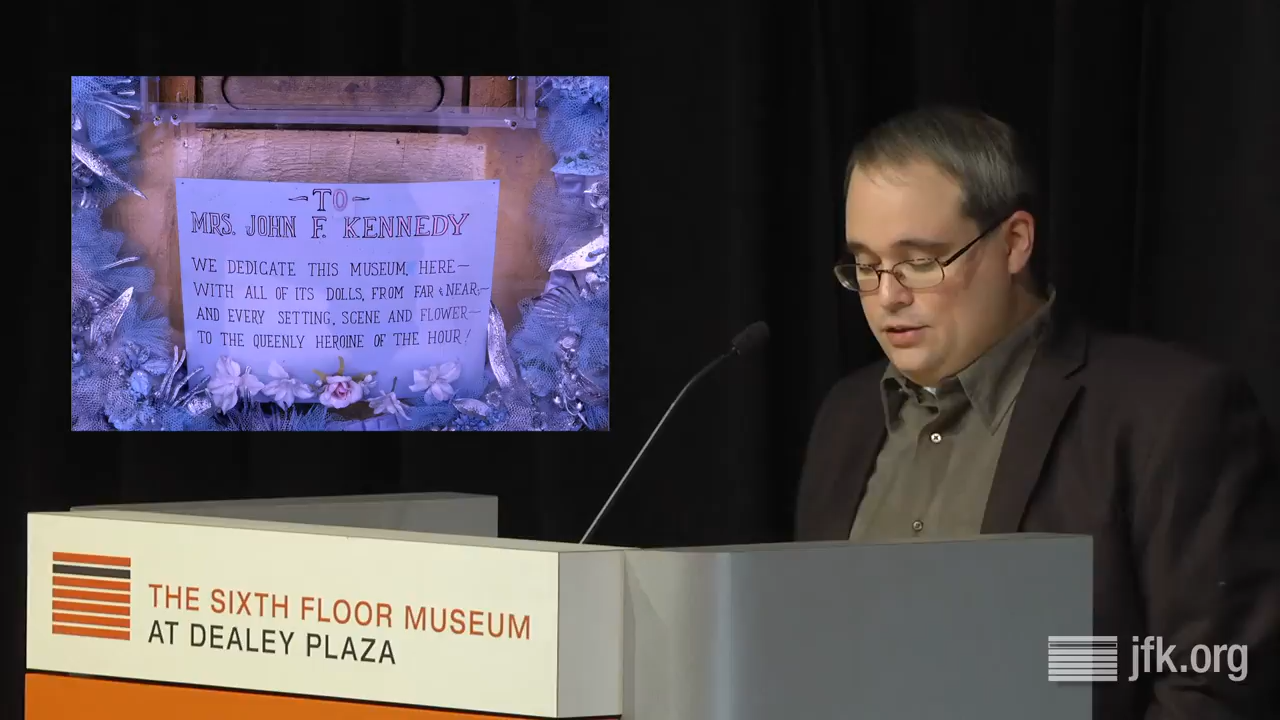 -TO-
MRS. JOHN F. KENNEDY
WE DEDICATE THIS MUSEUM, HERE—
WITH ALL OF ITS DOLLS, FROM FAR & NEAR,—
AND EVERY SETTING, SCENE AND FLOWER—
TO THE QUEENLY HEROINE OF THE HOUR!
THE SIXTH FLOOR MUSEUM
AT DEALEY PLAZA
jfk.org